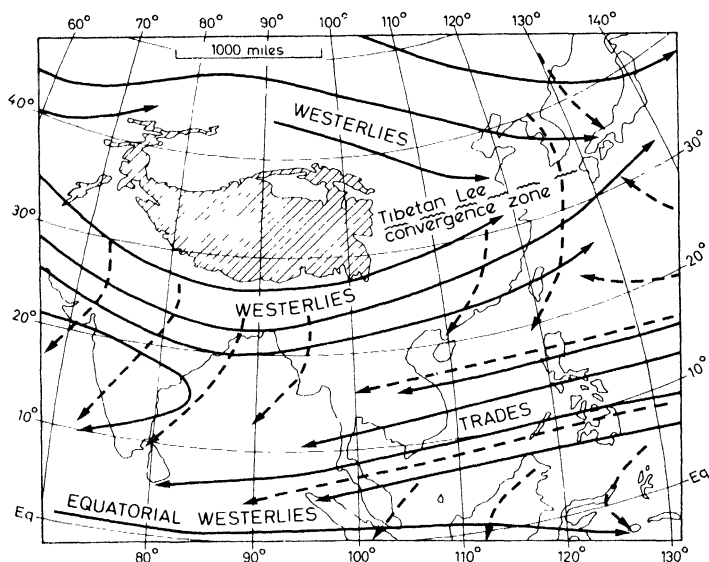 60° 70° 80° 90° 100° 110° 120° 130° 140°
1000 miles
40°
WESTERLIES
30°
Tibetan Lee
convergence zone
30°
20°
WESTERLIES
20°
10°
TRADES
10°
EQUATORIAL WESTERLIES
Eq
Eq
80° 90° 100° 110° 120° 130°